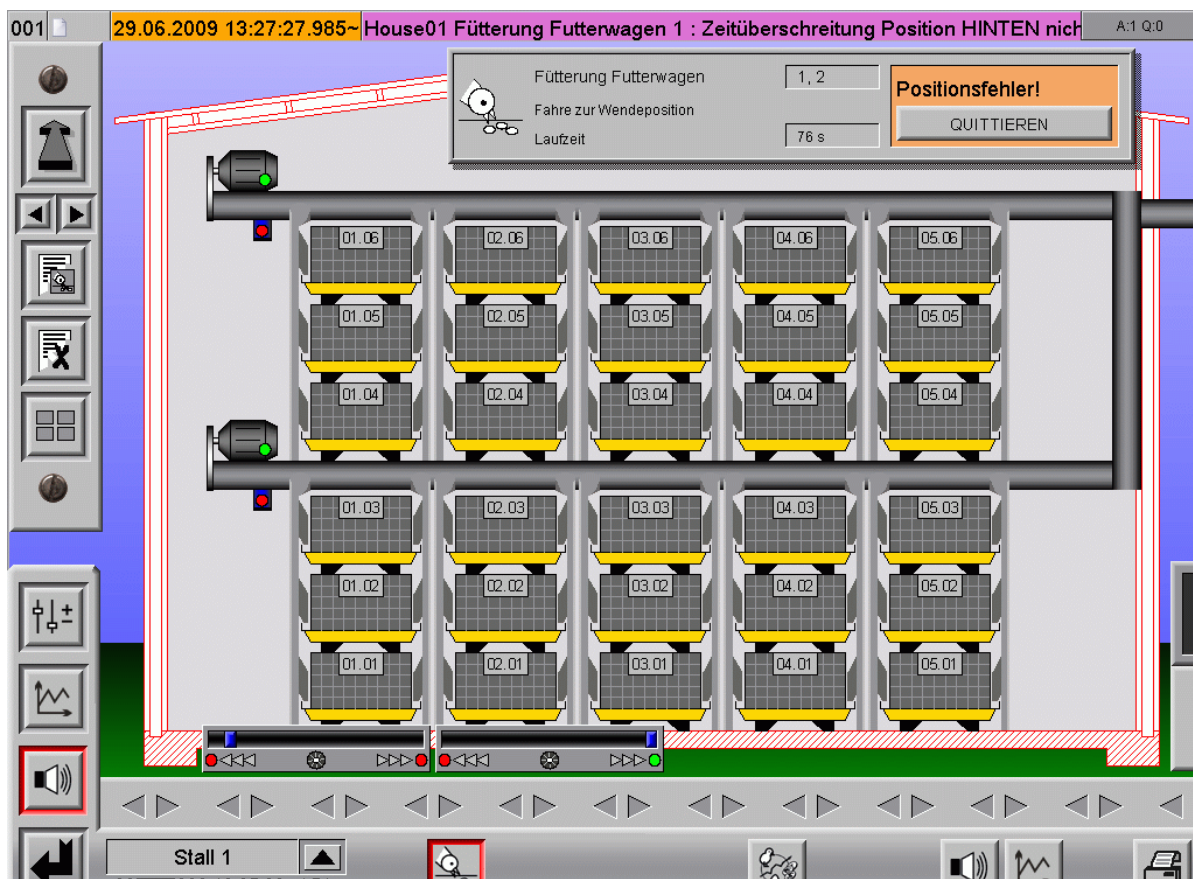 001 29.06.2009 13:27:27.985~ House01 Fütterung Futterwagen 1 : Zeitüberschreitung Position HINTEN nich A:1 Q:0
Fütterung Futterwagen 1, 2
Fahre zur Wendeposition
Laufzeit 76 s
Positionsfehler!
QUITTIEREN
01.06 02.06 03.06 04.06 05.06
01.05 02.05 03.05 04.05 05.05
01.04 02.04 03.04 04.04 05.04
01.03 02.03 03.03 04.03 05.03
01.02 02.02 03.02 04.02 05.02
01.01 02.01 03.01 04.01 05.01
Stall 1